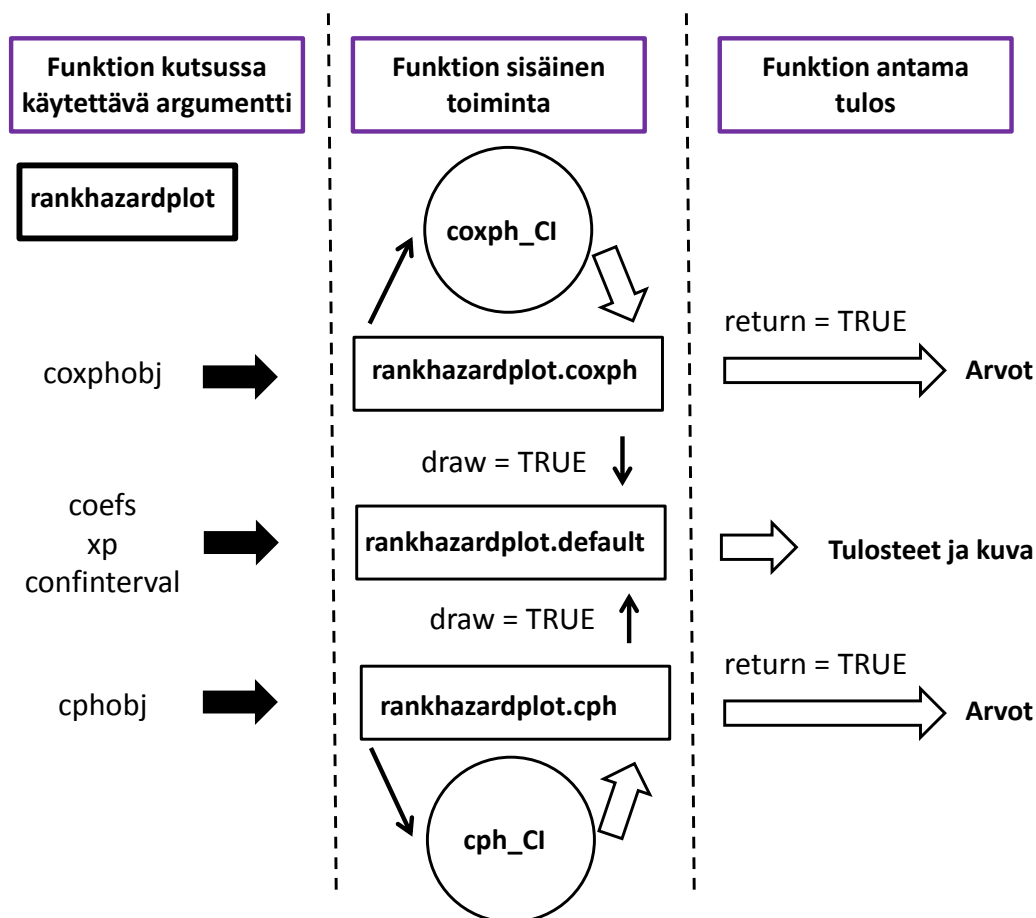 Funktion kutsussa
käytettävä argumentti
Funktion sisäinen
toiminta
Funktion antama
tulos
rankhazardplot
coxph_CI
return = TRUE
coxphobj
rankhazardplot.coxph
Arvot
draw = TRUE
coefs
xp
confinterval
rankhazardplot.default
Tulosteet ja kuva
draw = TRUE
return = TRUE
cphobj
rankhazardplot.cph
Arvot
cph_CI